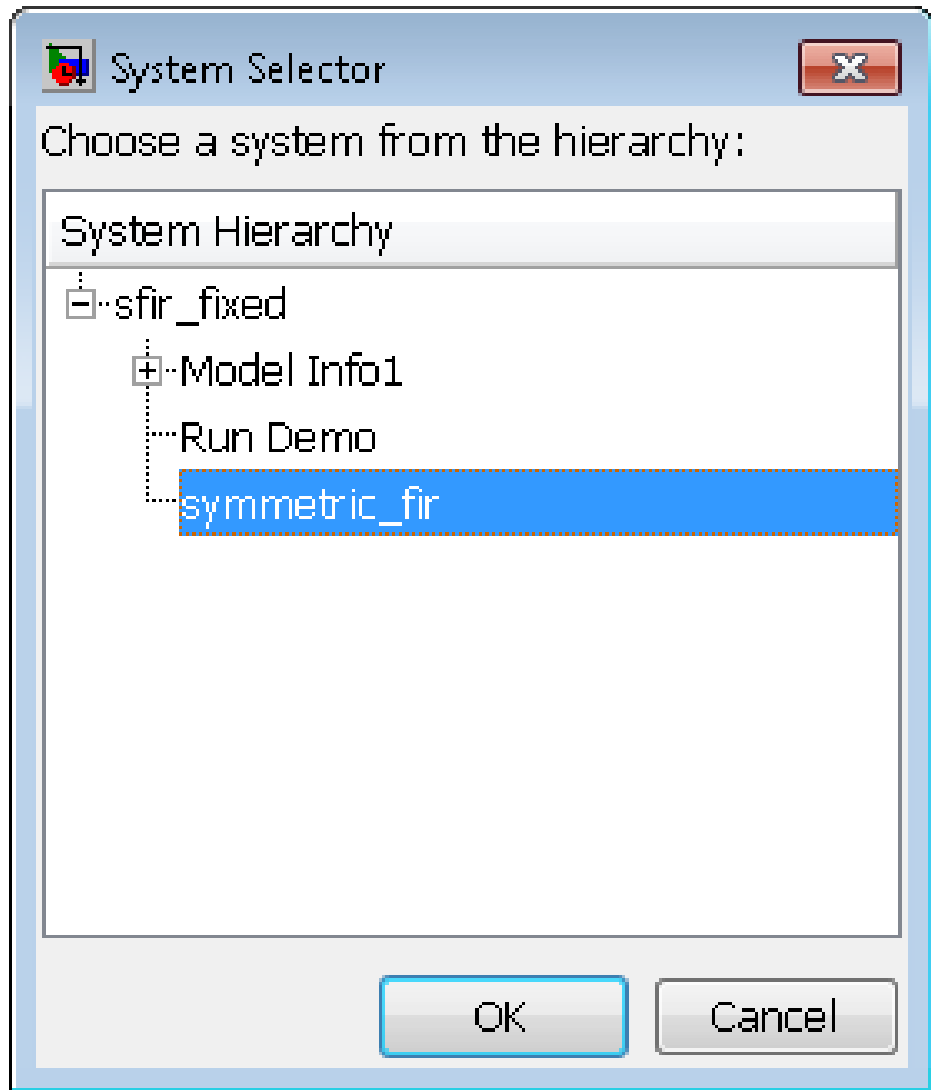 System Selector
Choose a system from the hierarchy:
System Hierarchy
sfir_fixed
Model Info1
Run Demo
symmetric_fir
OK Cancel